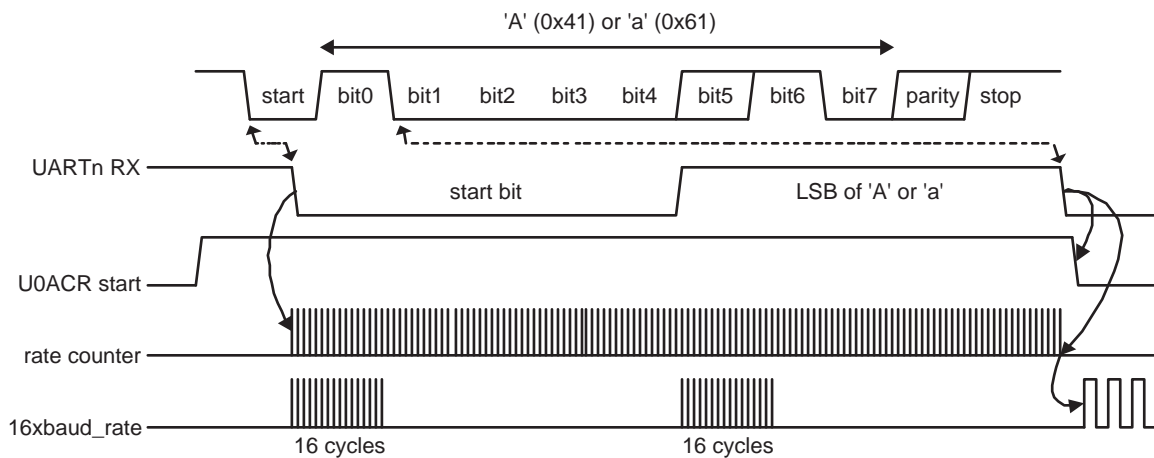 'A' (0x41) or 'a' (0x61)
start bit0 bit1 bit2 bit3 bit4 bit5 bit6 bit7 parity stop
UARTn RX
start bit LSB of 'A' or 'a'
U0ACR start
rate counter
16xbaud_rate
16 cycles 16 cycles